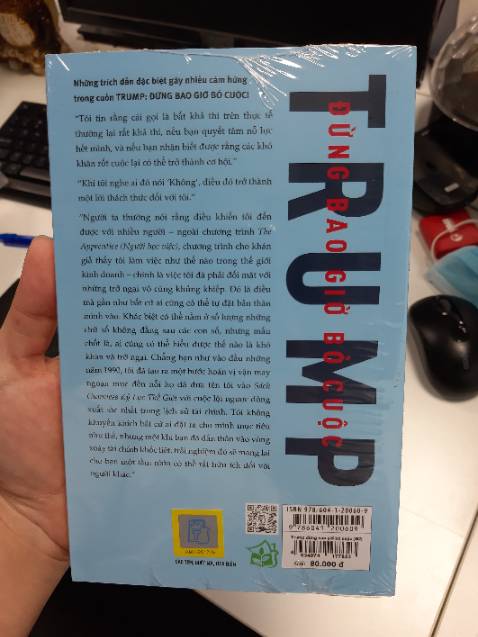 Những trích dẫn đặc biệt gây nhiều cảm hứng
trong cuốn TRUMP: ĐỪNG BAO GIỜ BỎ CUỘC!
"Tôi tin rằng cái gọi là bất khả thi trên thực tế
thường lại rất khả thi, nếu bạn quyết tâm nỗ lực
hết mình, và nếu bạn nhận biết được rằng các khó
khăn rốt cuộc lại có thể trở thành cơ hội."
"Khi tôi nghe ai đó nói 'Không', điều đó trở thành
một lời thách thức đối với tôi."
"Người ta thường nói rằng điều khiến tôi đến
được với nhiều người – ngoài chương trình The
Apprentice (Người học việc), chương trình cho khán
giả thấy tôi làm việc như thế nào trong thế giới
kinh doanh – chính là việc tôi đã phải đối mặt với
những trở ngại vô cùng khủng khiếp. Đó là điều
mà gần như bất cứ ai cũng có thể tự đặt bản thân
mình vào. Khác biệt có thể nằm ở số lượng những
chữ số không đằng sau các con số, nhưng mấu
chốt là, ai cũng có thể hiểu được thế nào là khó
khăn và trở ngại. Chẳng hạn như vào đầu những
năm 1990, tôi đã tạo ra một bước hoán vị vận may
ngoạn mục đến nỗi họ đã đưa tên tôi vào Sách
Guinness Kỷ Lục Thế Giới với cuộc lội ngược dòng
xuất sắc nhất trong lịch sử tài chính. Tôi không
khuyến khích bất cứ ai đặt ra cho mình mục tiêu
như thế, nhưng một khi bạn đã dấn thân vào vòng
xoáy tài chính khốc liệt, trải nghiệm đó sẽ mang lại
cho bạn một tầm nhìn có thể rất hữu ích đối với
người khác."
TRUMP
ĐỪNG BAO GIỜ BỎ CUỘC
ISBN 978-604-1-20060-9
9 786041 200609
Giá: 80.000 đ